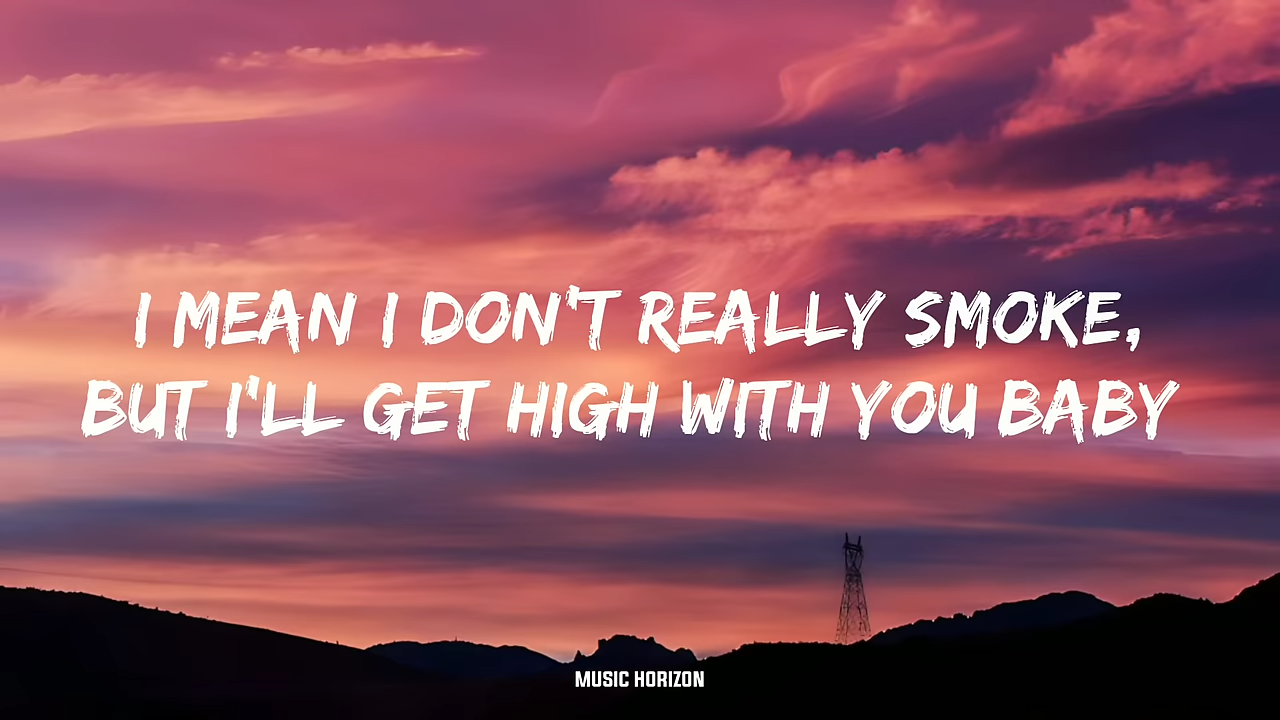 I MEAN I DON'T REALLY SMOKE,
BUT I'LL GET HIGH WITH YOU BABY
MUSIC HORIZON